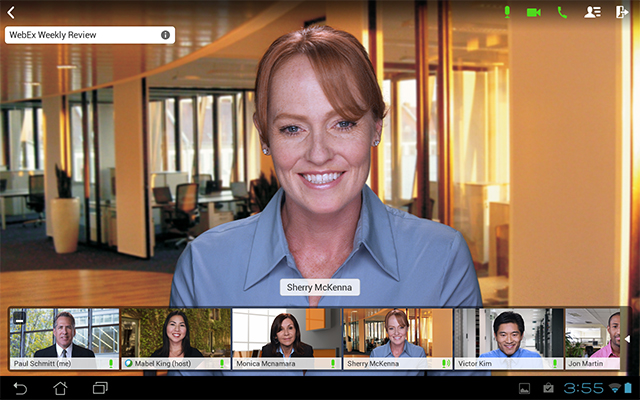 WebEx Weekly Review
Sherry McKenna
Paul Schmitt (me)
Mabel King (host)
Monica Mcnamara
Sherry McKenna
Victor Kim
Jon Martin
3:55